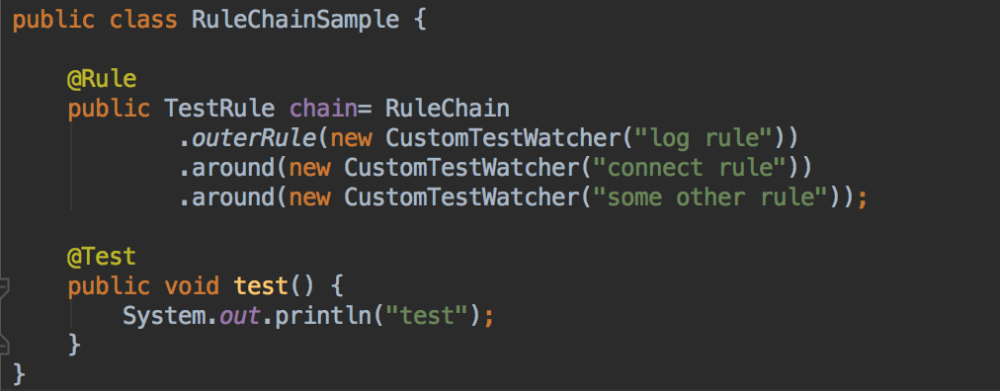 public class RuleChainSample {
@Rule
public TestRule chain= RuleChain
.outerRule(new CustomTestWatcher("log rule"))
.around(new CustomTestWatcher("connect rule"))
.around(new CustomTestWatcher("some other rule"));
@Test
public void test() {
System.out.println("test");
}
}